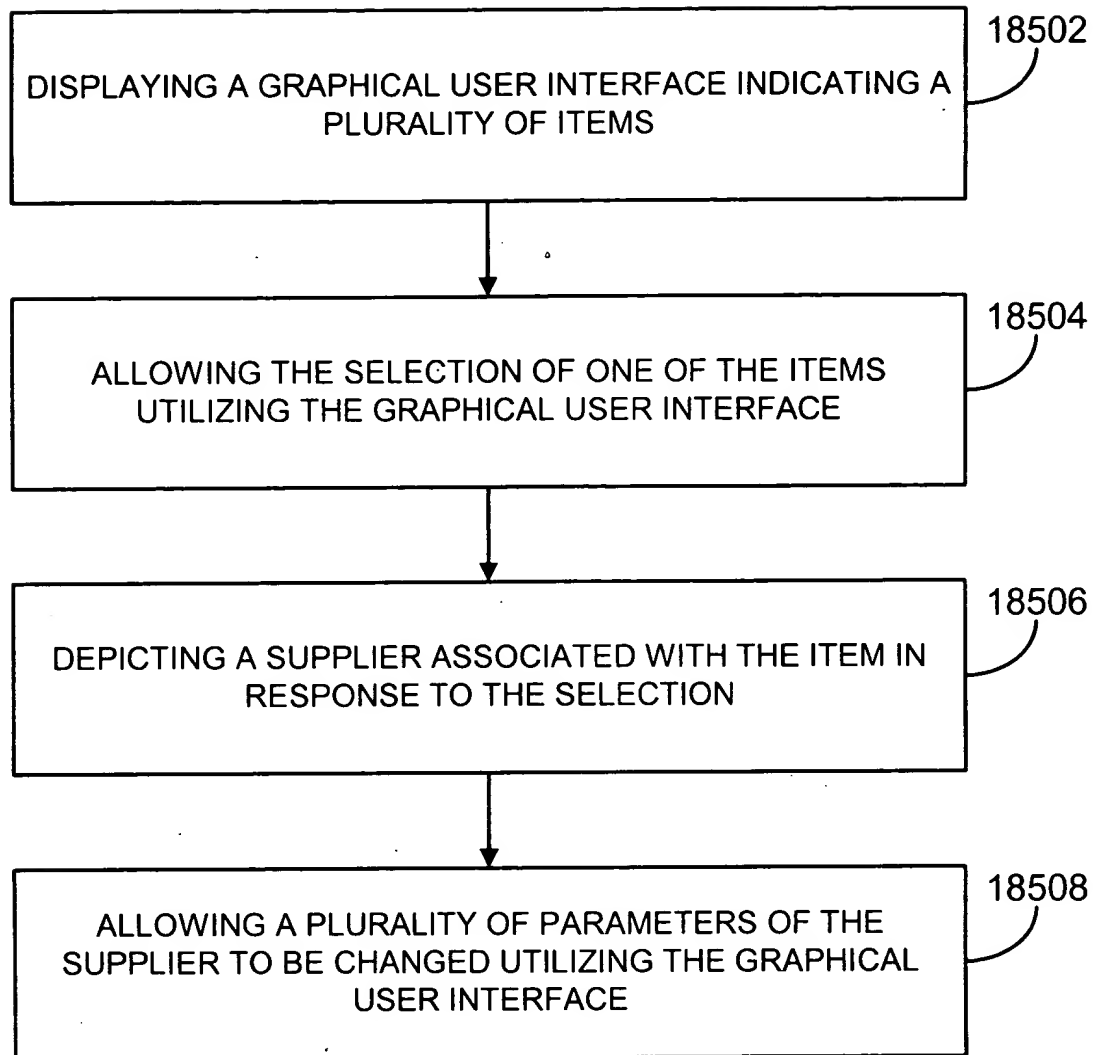 18502
DISPLAYING A GRAPHICAL USER INTERFACE INDICATING A
PLURALITY OF ITEMS
18504
ALLOWING THE SELECTION OF ONE OF THE ITEMS
UTILIZING THE GRAPHICAL USER INTERFACE
18506
DEPICTING A SUPPLIER ASSOCIATED WITH THE ITEM IN
RESPONSE TO THE SELECTION
18508
ALLOWING A PLURALITY OF PARAMETERS OF THE
SUPPLIER TO BE CHANGED UTILIZING THE GRAPHICAL
USER INTERFACE